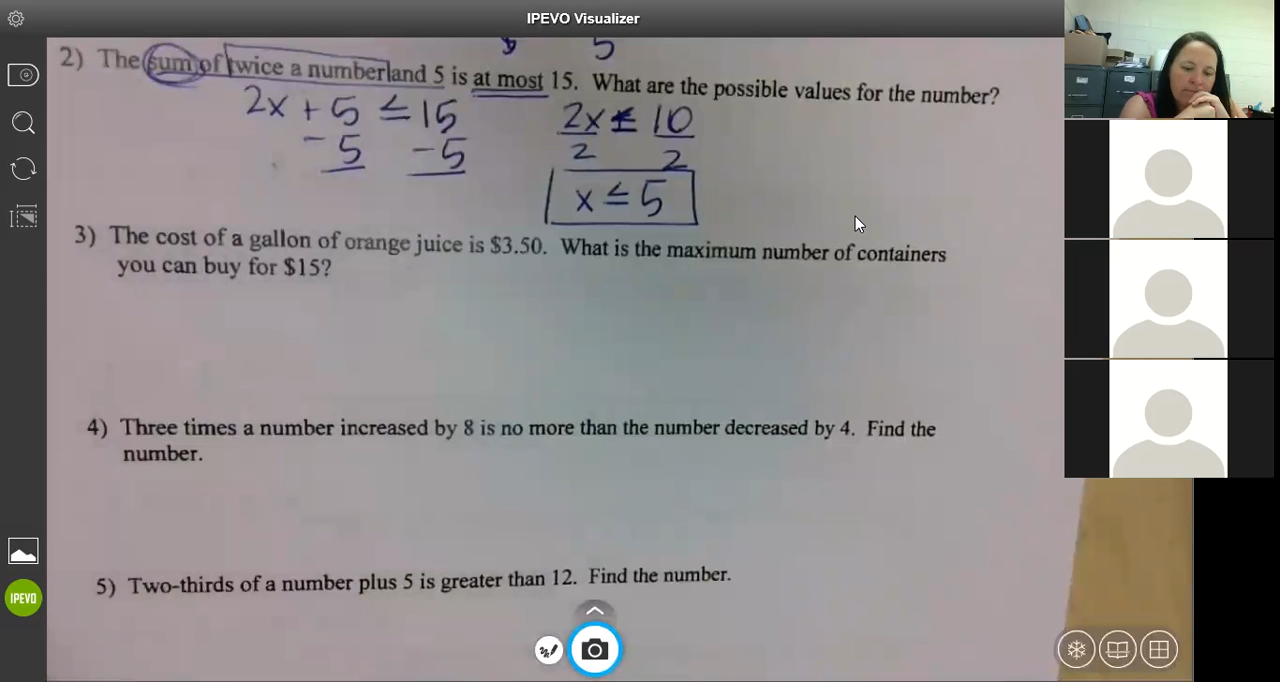 IPEVO Visualizer
5
2) The sum of twice a number and 5 is at most 15. What are the possible values for the number?
2x + 5 ≤ 15
- 5 -5
2x ≤ 10
2 2
x ≤ 5
3) The cost of a gallon of orange juice is $3.50. What is the maximum number of containers
you can buy for $15?
4) Three times a number increased by 8 is no more than the number decreased by 4. Find the
number.
5) Two-thirds of a number plus 5 is greater than 12. Find the number.
IPEVO